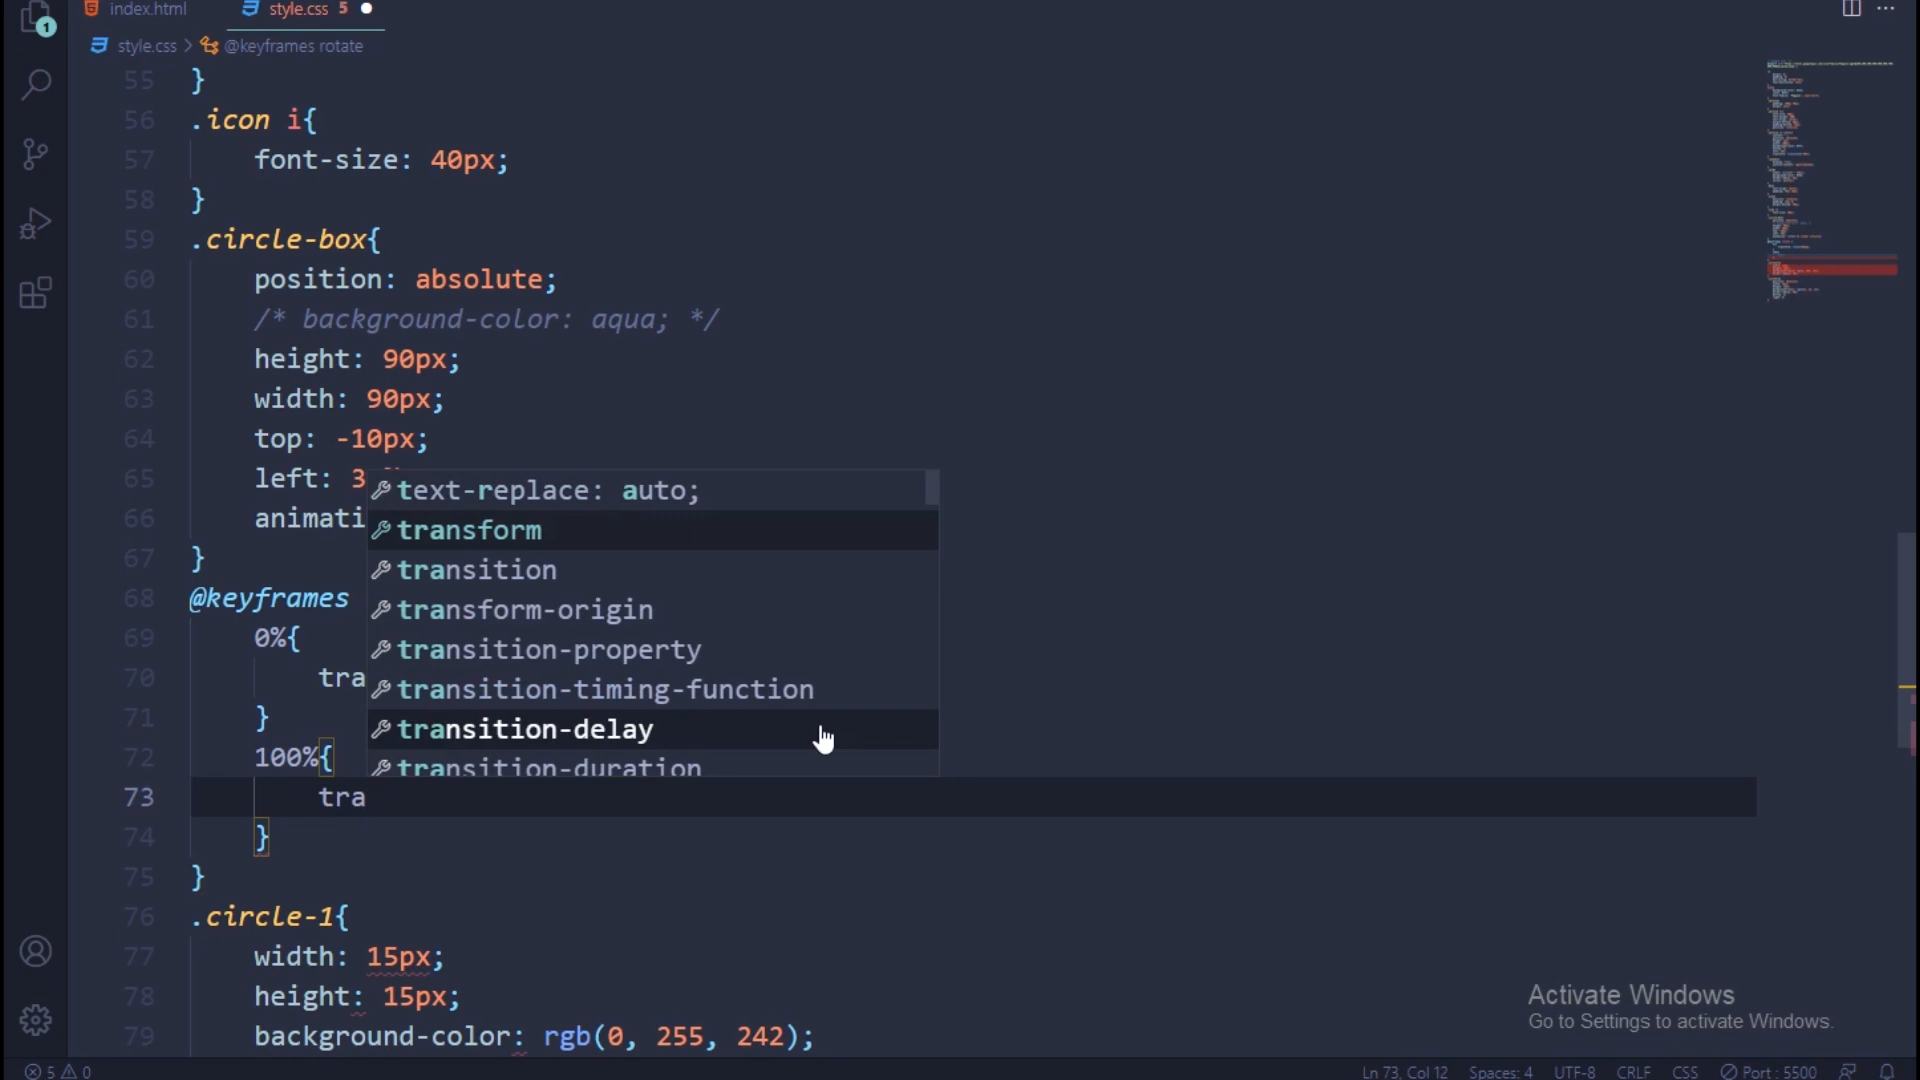 index.html style.css 5
style.css > @keyframes rotate
55 }
56 .icon i{
57 font-size: 40px;
58 }
59 .circle-box{
60 position: absolute;
61 /* background-color: aqua; */
62 height: 90px;
63 width: 90px;
64 top: -10px;
65 left: 3
66 animati
67 }
68 @keyframes
69 0%{
70 tra
71 }
72 100%{
73 tra
74 }
75 }
76 .circle-1{
77 width: 15px;
78 height: 15px;
79 background-color: rgb(0, 255, 242);
text-replace: auto;
transform
transition
transform-origin
transition-property
transition-timing-function
transition-delay
transition-duration
1
Activate Windows
Go to Settings to activate Windows.
5 0 Ln 73, Col 12 Spaces: 4 UTF-8 CRLF CSS Port : 5500